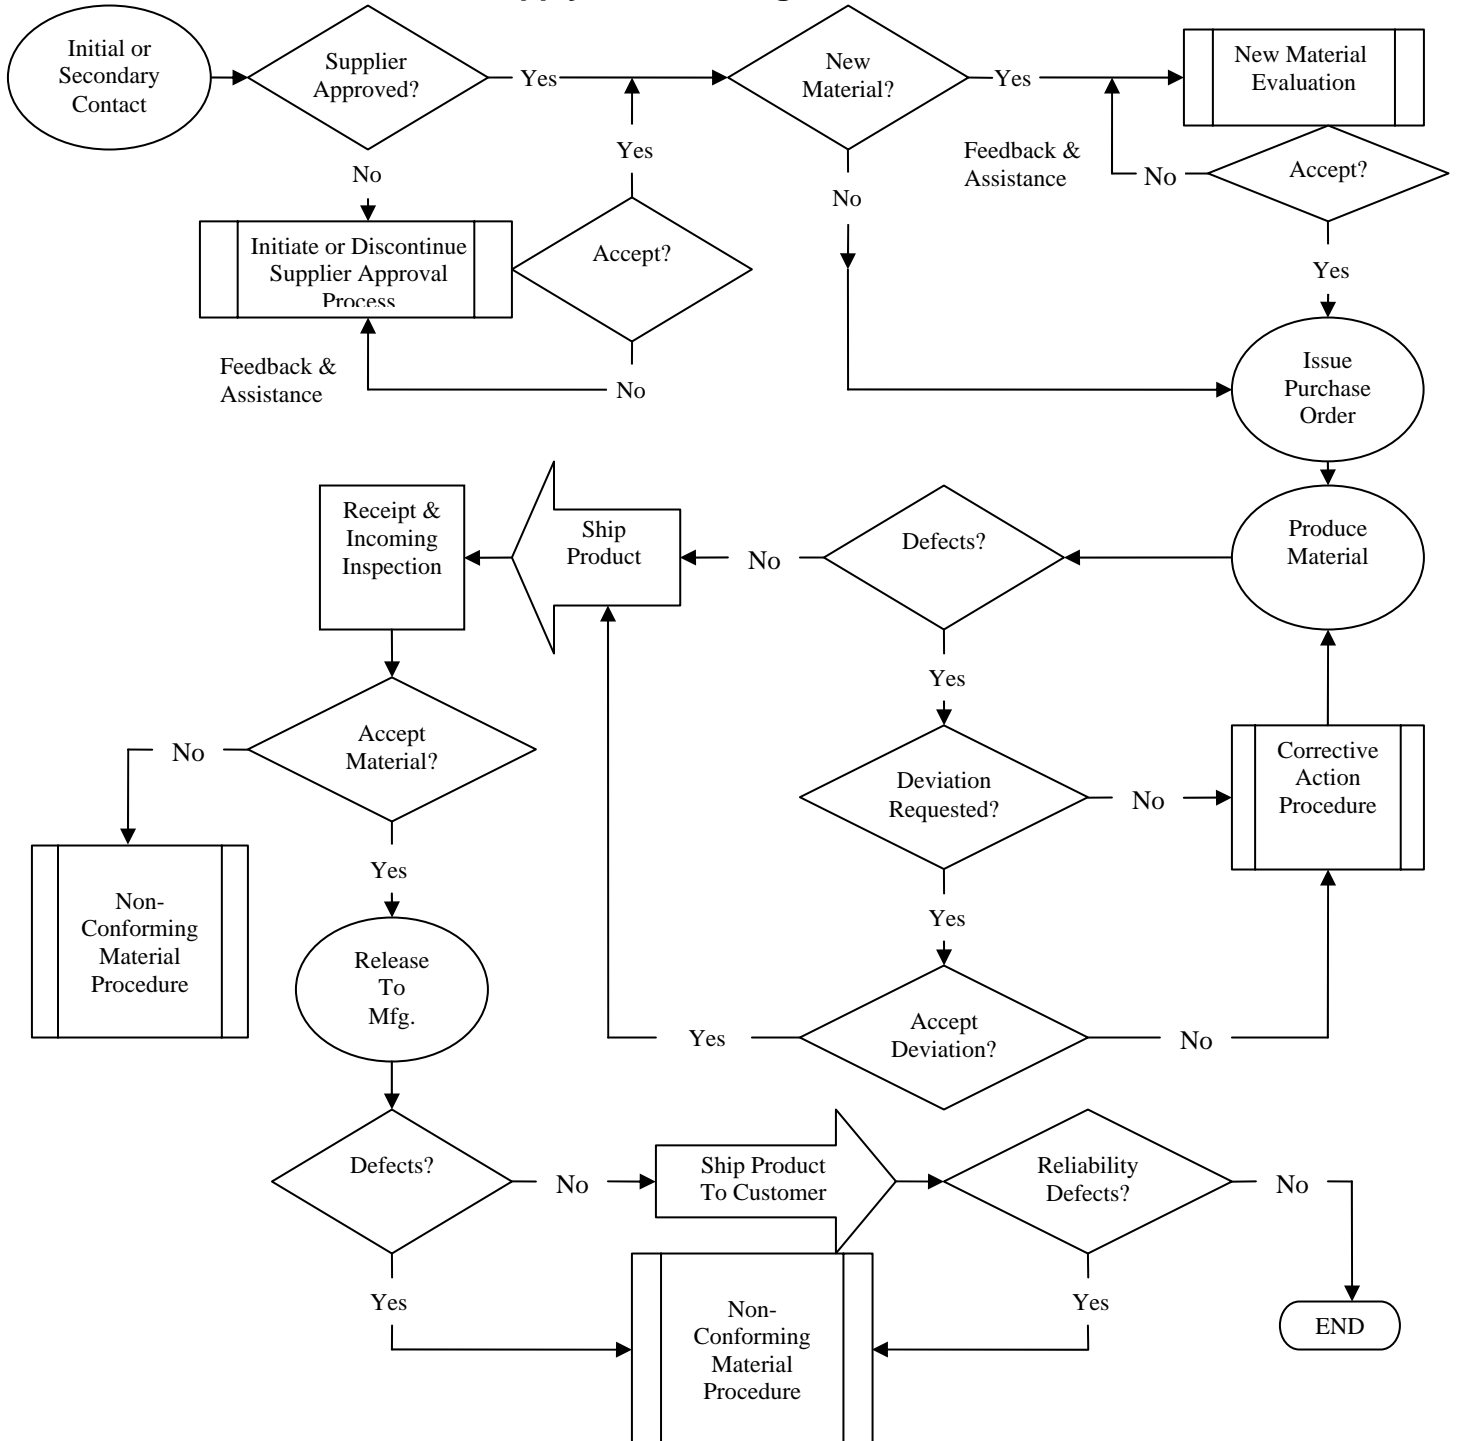 Initial or
Secondary
Contact
Supplier
Approved?
Yes
New
Material?
Yes
New Material
Evaluation
No
Yes
Feedback &
Assistance
No
Accept?
No
Initiate or Discontinue
Supplier Approval
Process
Accept?
Yes
Feedback &
Assistance
No
Issue
Purchase
Order
Receipt &
Incoming
Inspection
Ship
Product
No
Defects?
Produce
Material
Yes
No
Accept
Material?
Deviation
Requested?
No
Corrective
Action
Procedure
Yes
Yes
Non-
Conforming
Material
Procedure
Release
To
Mfg.
Yes
Accept
Deviation?
No
Defects?
No
Ship Product
To Customer
Reliability
Defects?
No
Yes
Yes
Non-
Conforming
Material
Procedure
END